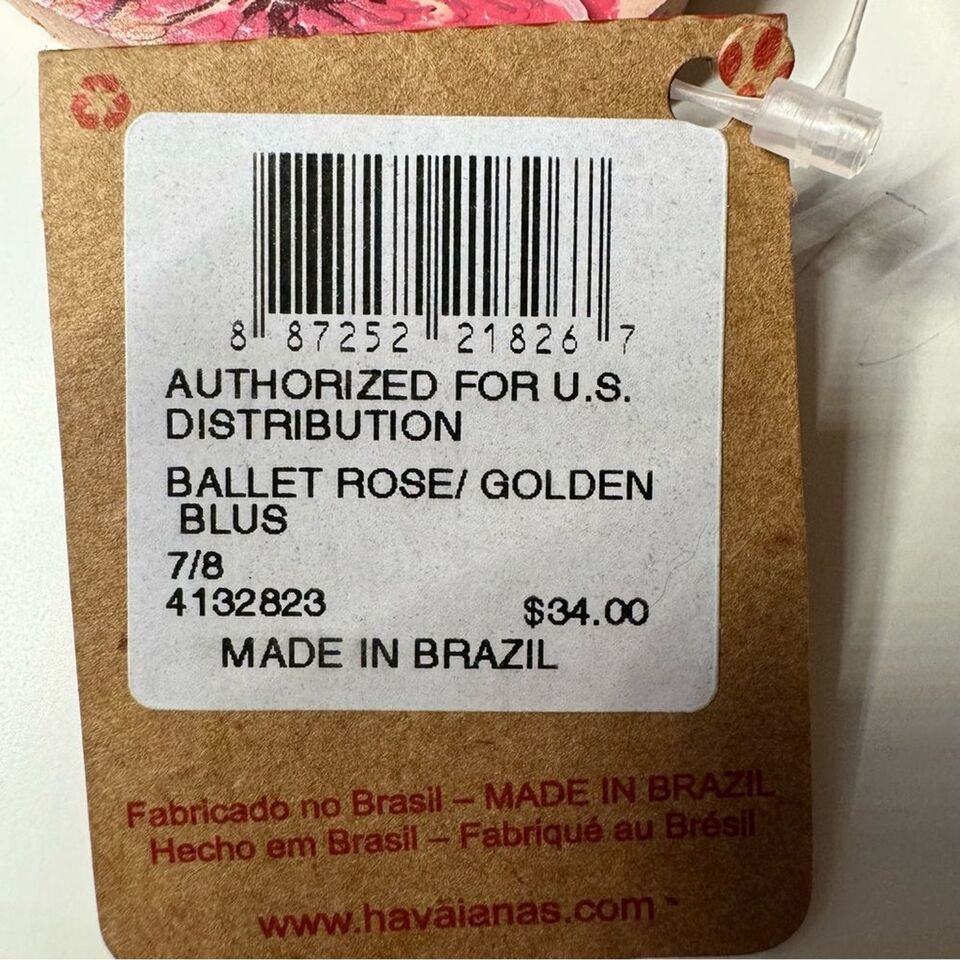 8 87252 21826 7
AUTHORIZED FOR U.S.
DISTRIBUTION
BALLET ROSE/ GOLDEN
BLUS
7/8
4132823 $34.00
MADE IN BRAZIL
Fabricado no Brasil – MADE IN BRAZIL
Hecho em Brasil – Fabriqué au Brésil
www.havaianas.com